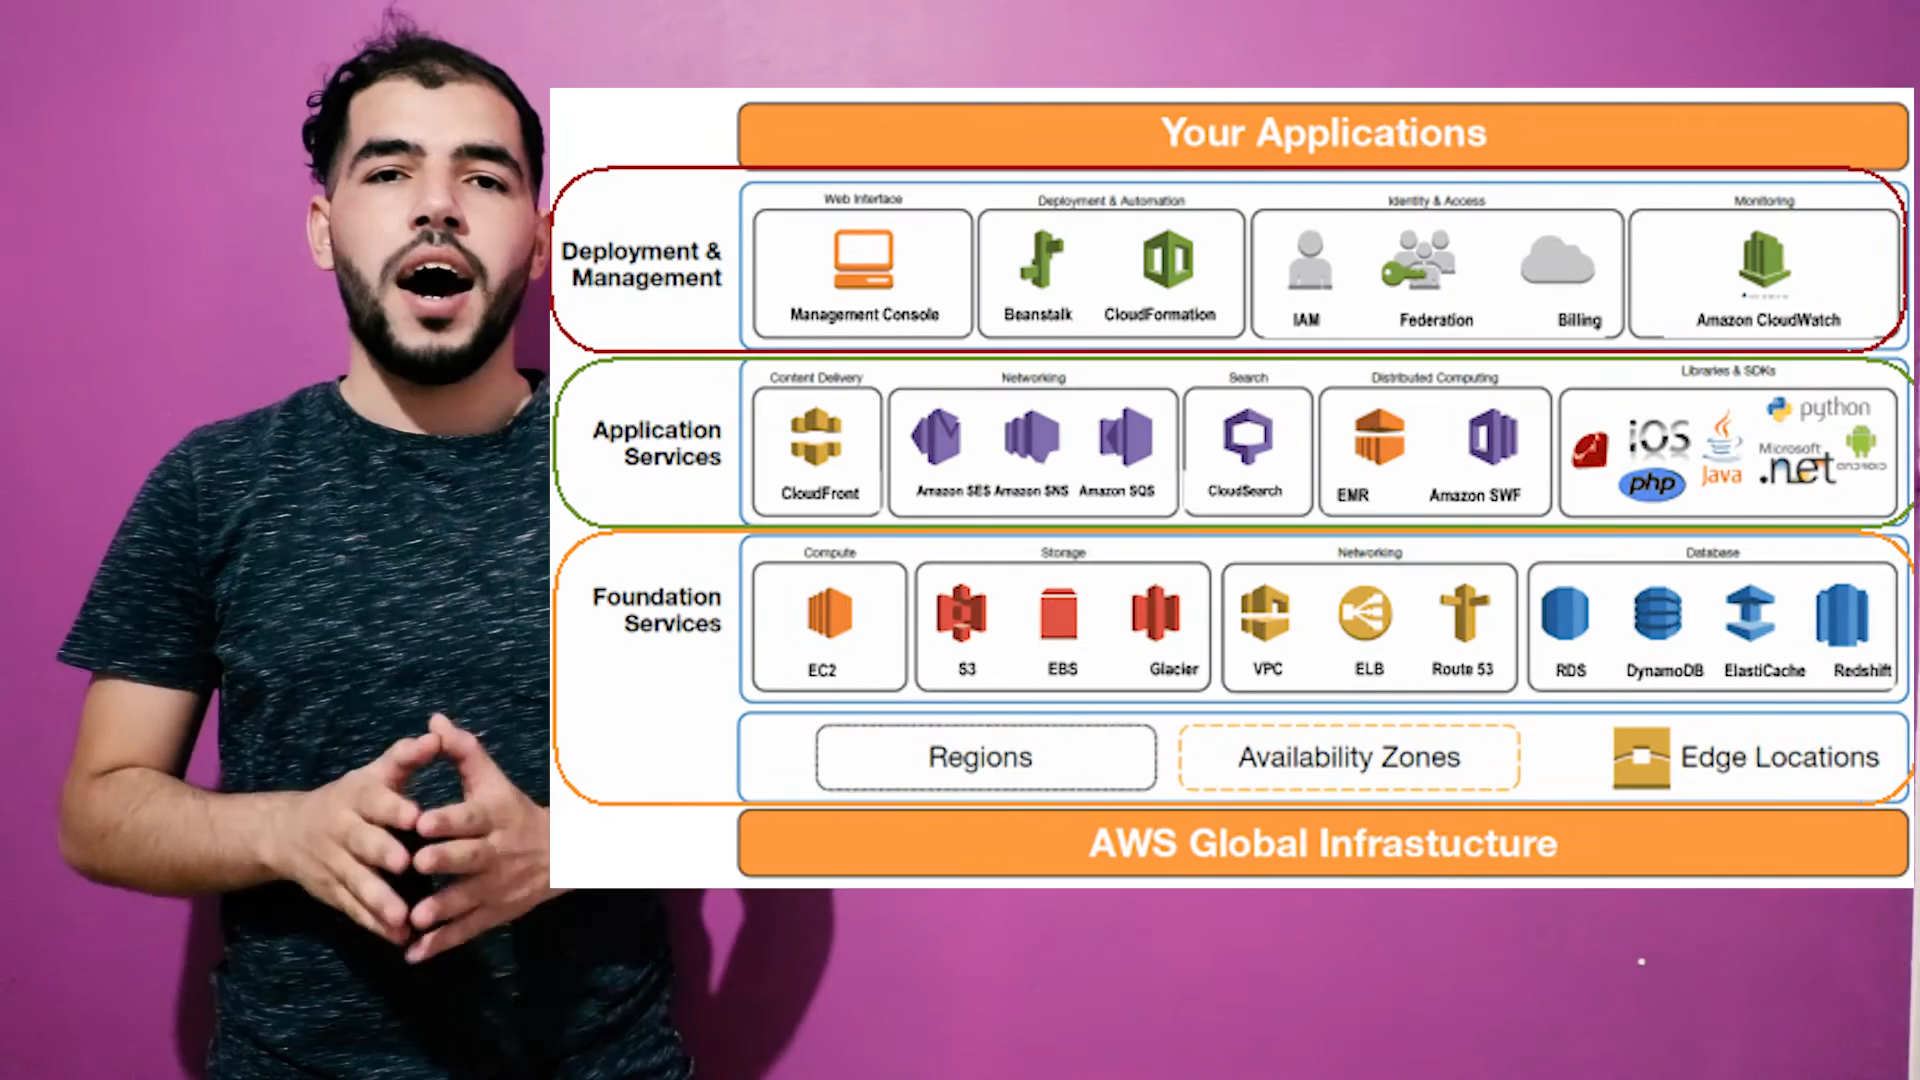 Your Applications
Deployment &
Management
Web Interface
Management Console
Deployment & Automation
Beanstalk CloudFormation
Identity & Access
IAM Federation Billing
Monitoring
Amazon CloudWatch
Application
Services
Content Delivery
CloudFront
Networking
Amazon SES Amazon SNS Amazon SQS
Search
CloudSearch
Distributed Computing
EMR Amazon SWF
Libraries & SDKs
python
iOS
Java
Microsoft
.net
php
ANDROID
Foundation
Services
Compute
EC2
Storage
S3 EBS Glacier
Networking
VPC ELB Route 53
Database
RDS DynamoDB ElastiCache Redshift
Regions
Availability Zones
Edge Locations
AWS Global Infrastucture